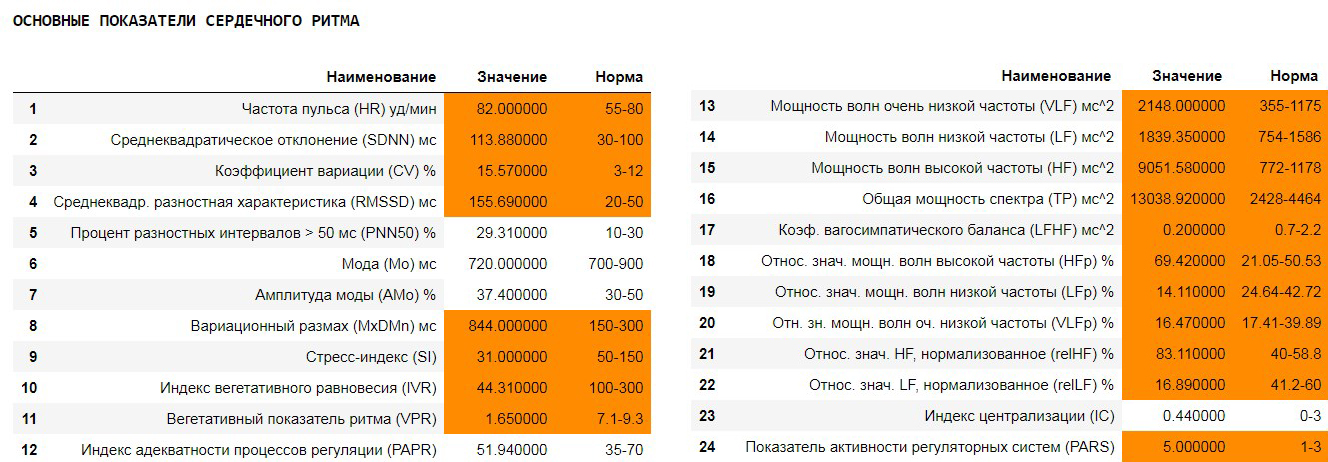 ОСНОВНЫЕ ПОКАЗАТЕЛИ СЕРДЕЧНОГО РИТМА
Наименование Значение Норма
1 Частота пульса (HR) уд/мин 82.000000 55-80
2 Среднеквадратическое отклонение (SDNN) мс 113.880000 30-100
3 Коэффициент вариации (CV) % 15.570000 3-12
4 Среднеквадр. разностная характеристика (RMSSD) мс 155.690000 20-50
5 Процент разностных интервалов > 50 мс (PNN50) % 29.310000 10-30
6 Мода (Mo) мс 720.000000 700-900
7 Амплитуда моды (AMo) % 37.400000 30-50
8 Вариационный размах (MxDMn) мс 844.000000 150-300
9 Стресс-индекс (SI) 31.000000 50-150
10 Индекс вегетативного равновесия (IVR) 44.310000 100-300
11 Вегетативный показатель ритма (VPR) 1.650000 7.1-9.3
12 Индекс адекватности процессов регуляции (PAPR) 51.940000 35-70
Наименование Значение Норма
13 Мощность волн очень низкой частоты (VLF) мс^2 2148.000000 355-1175
14 Мощность волн низкой частоты (LF) мс^2 1839.350000 754-1586
15 Мощность волн высокой частоты (HF) мс^2 9051.580000 772-1178
16 Общая мощность спектра (TP) мс^2 13038.920000 2428-4464
17 Коэф. вагосимпатического баланса (LFHF) мс^2 0.200000 0.7-2.2
18 Относ. знач. мощн. волн высокой частоты (HFp) % 69.420000 21.05-50.53
19 Относ. знач. мощн. волн низкой частоты (LFp) % 14.110000 24.64-42.72
20 Отн. зн. мощн. волн оч. низкой частоты (VLFp) % 16.470000 17.41-39.89
21 Относ. знач. HF, нормализованное (relHF) % 83.110000 40-58.8
22 Относ. знач. LF, нормализованное (relLF) % 16.890000 41.2-60
23 Индекс централизации (IC) 0.440000 0-3
24 Показатель активности регуляторных систем (PARS) 5.000000 1-3